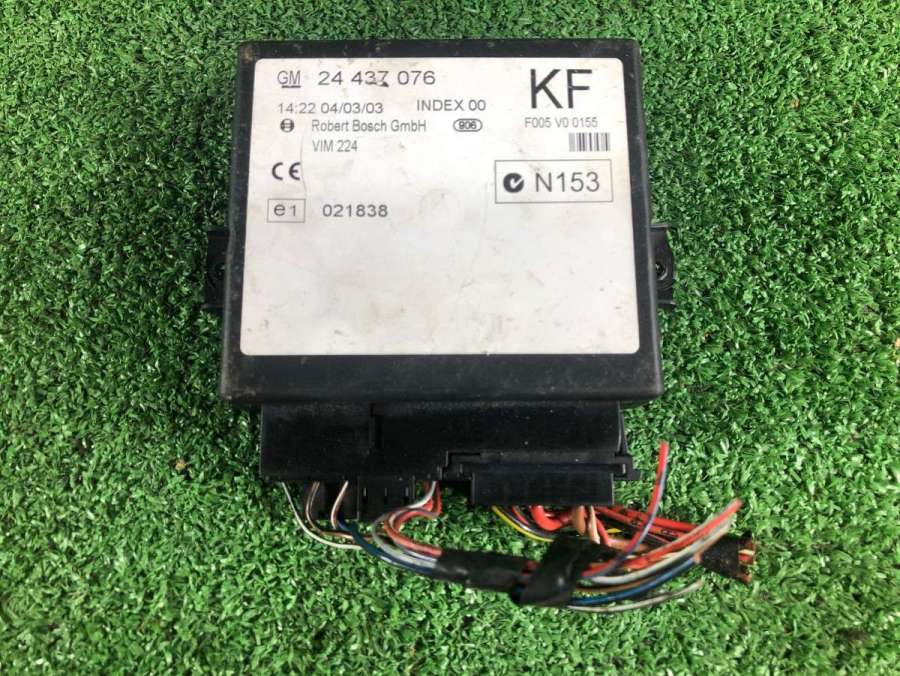 GM 24 437 076
KF
14:22 04/03/03 INDEX 00
Robert Bosch GmbH 906
F005 V0 0155
VIM 224
CE
N153
e1 021838